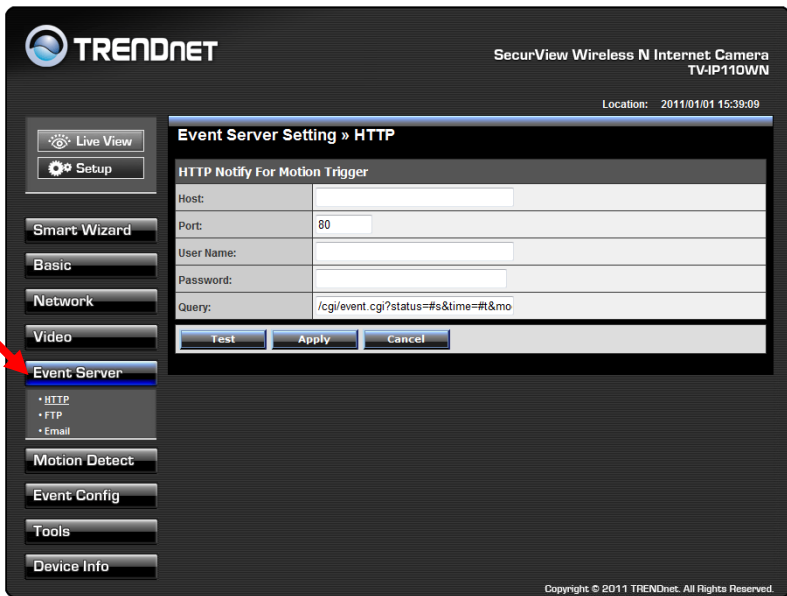 TRENDNET
SecurView Wireless N Internet Camera
TV-IP110WN
Location: 2011/01/01 15:39:09
Live View
Setup
Smart Wizard
Basic
Network
Video
Event Server
• HTTP
• FTP
• Email
Motion Detect
Event Config
Tools
Device Info
Event Server Setting » HTTP
HTTP Notify For Motion Trigger
Host:
Port: 80
User Name:
Password:
Query: /cgi/event.cgi?status=#s&time=#t&mo
Test Apply Cancel
Copyright © 2011 TRENDnet. All Rights Reserved.